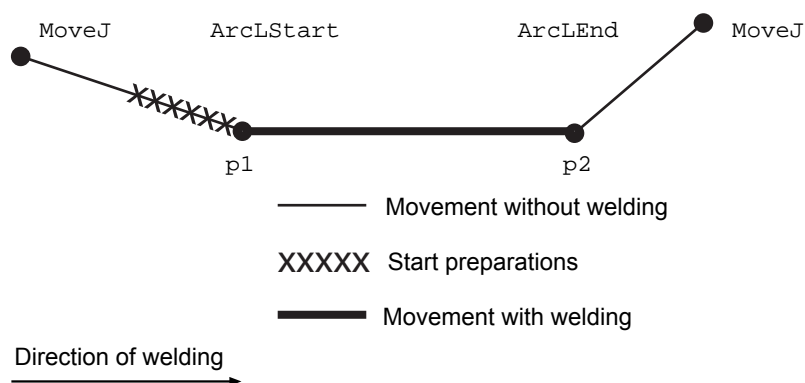 MoveJ ArcLStart ArcLEnd MoveJ
p1 p2
Movement without welding
XXXXX Start preparations
Movement with welding
Direction of welding